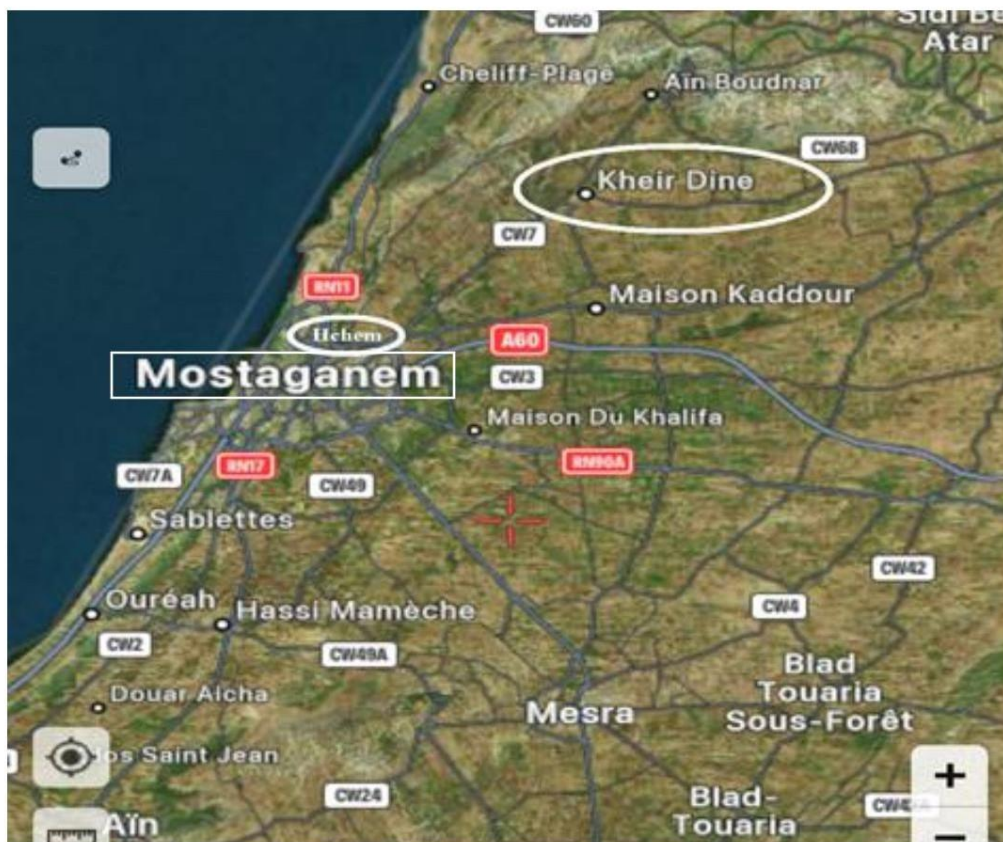 CW60
Sidi Be
Atar
Cheliff-Plage
Aïn Boudnar
CW68
Kheir Dine
CW7
RN11
Maison Kaddour
Hchem
A60
Mostaganem
CW3
Maison Du Khalifa
RN17
RN90A
CW7A
CW49
Sablettes
CW42
Ouréah
Hassi Mamèche
CW4
CW2
CW49A
Blad
Touaria
Sous-Forêt
Douar Aicha
Mesra
os Saint Jean
+
CW24
Blad-
Touaria
Aïn
−